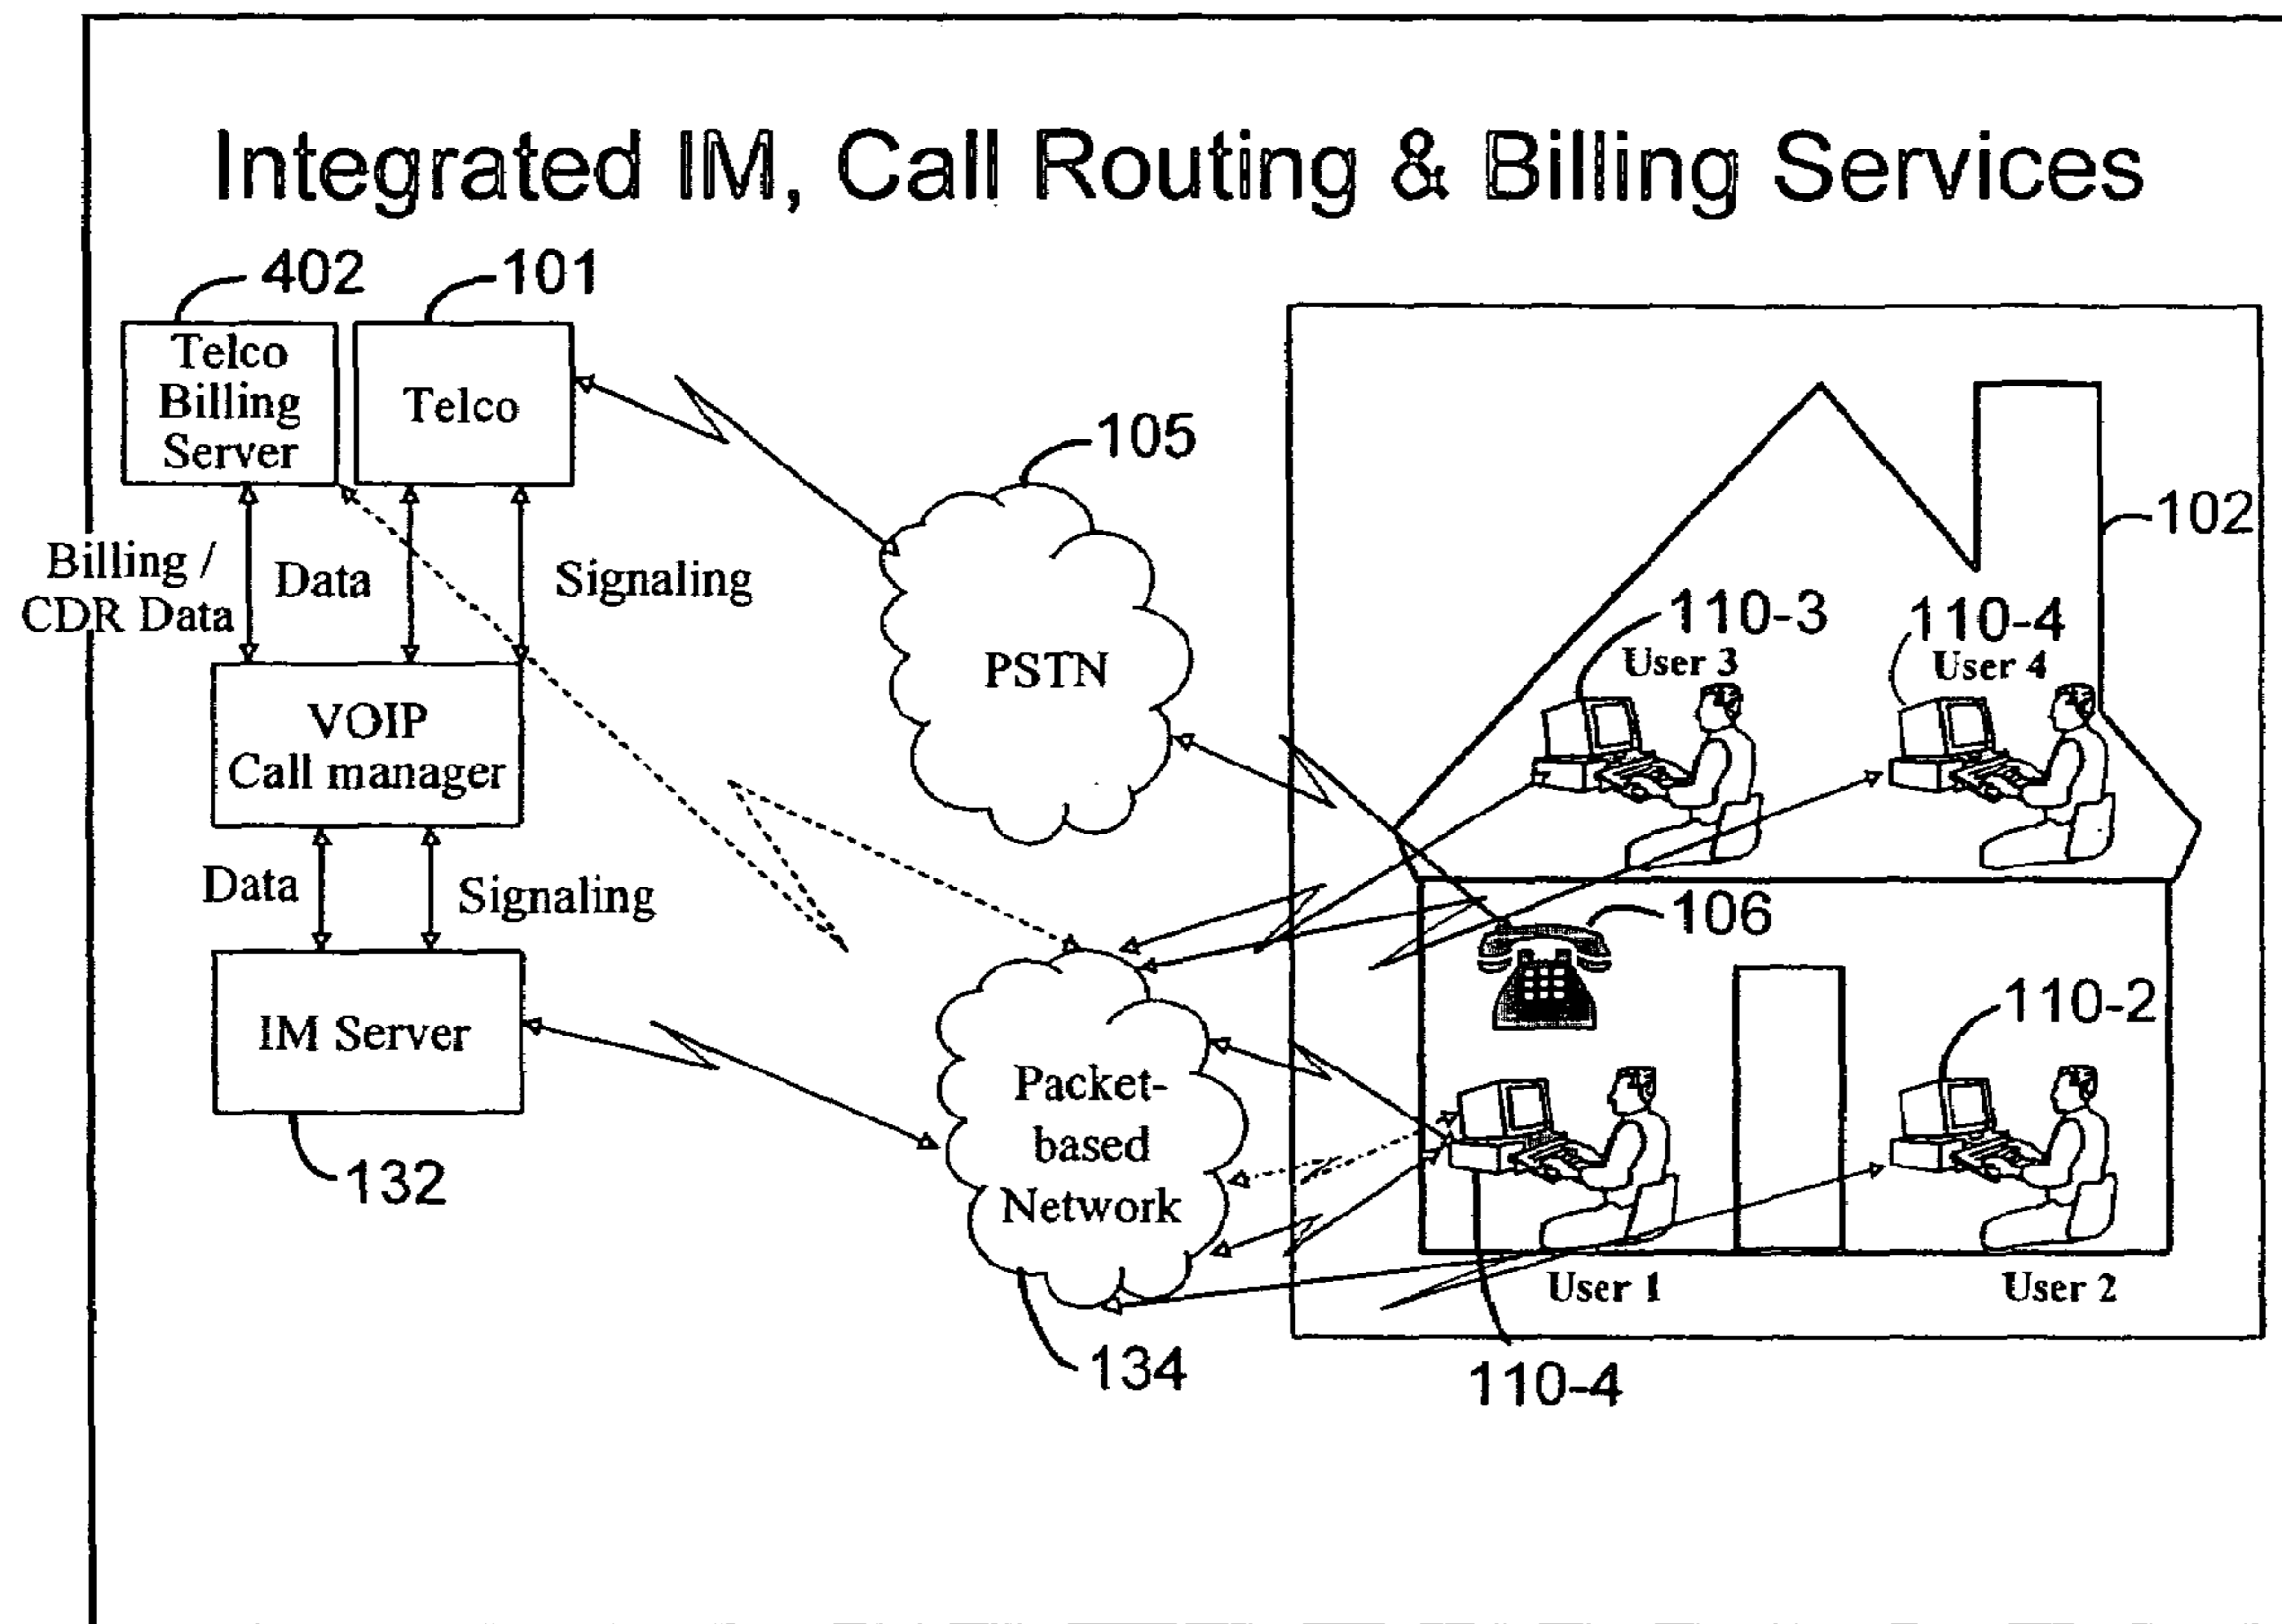 Integrated IM, Call Routing & Billing Services
402
101
Telco
Billing
Server
Telco
105
102
Billing /
CDR Data
Data
Signaling
PSTN
110-3
User 3
110-4
User 4
VOIP
Call manager
Data
Signaling
106
110-2
IM Server
Packet-
based
Network
132
User 1
User 2
134
110-4